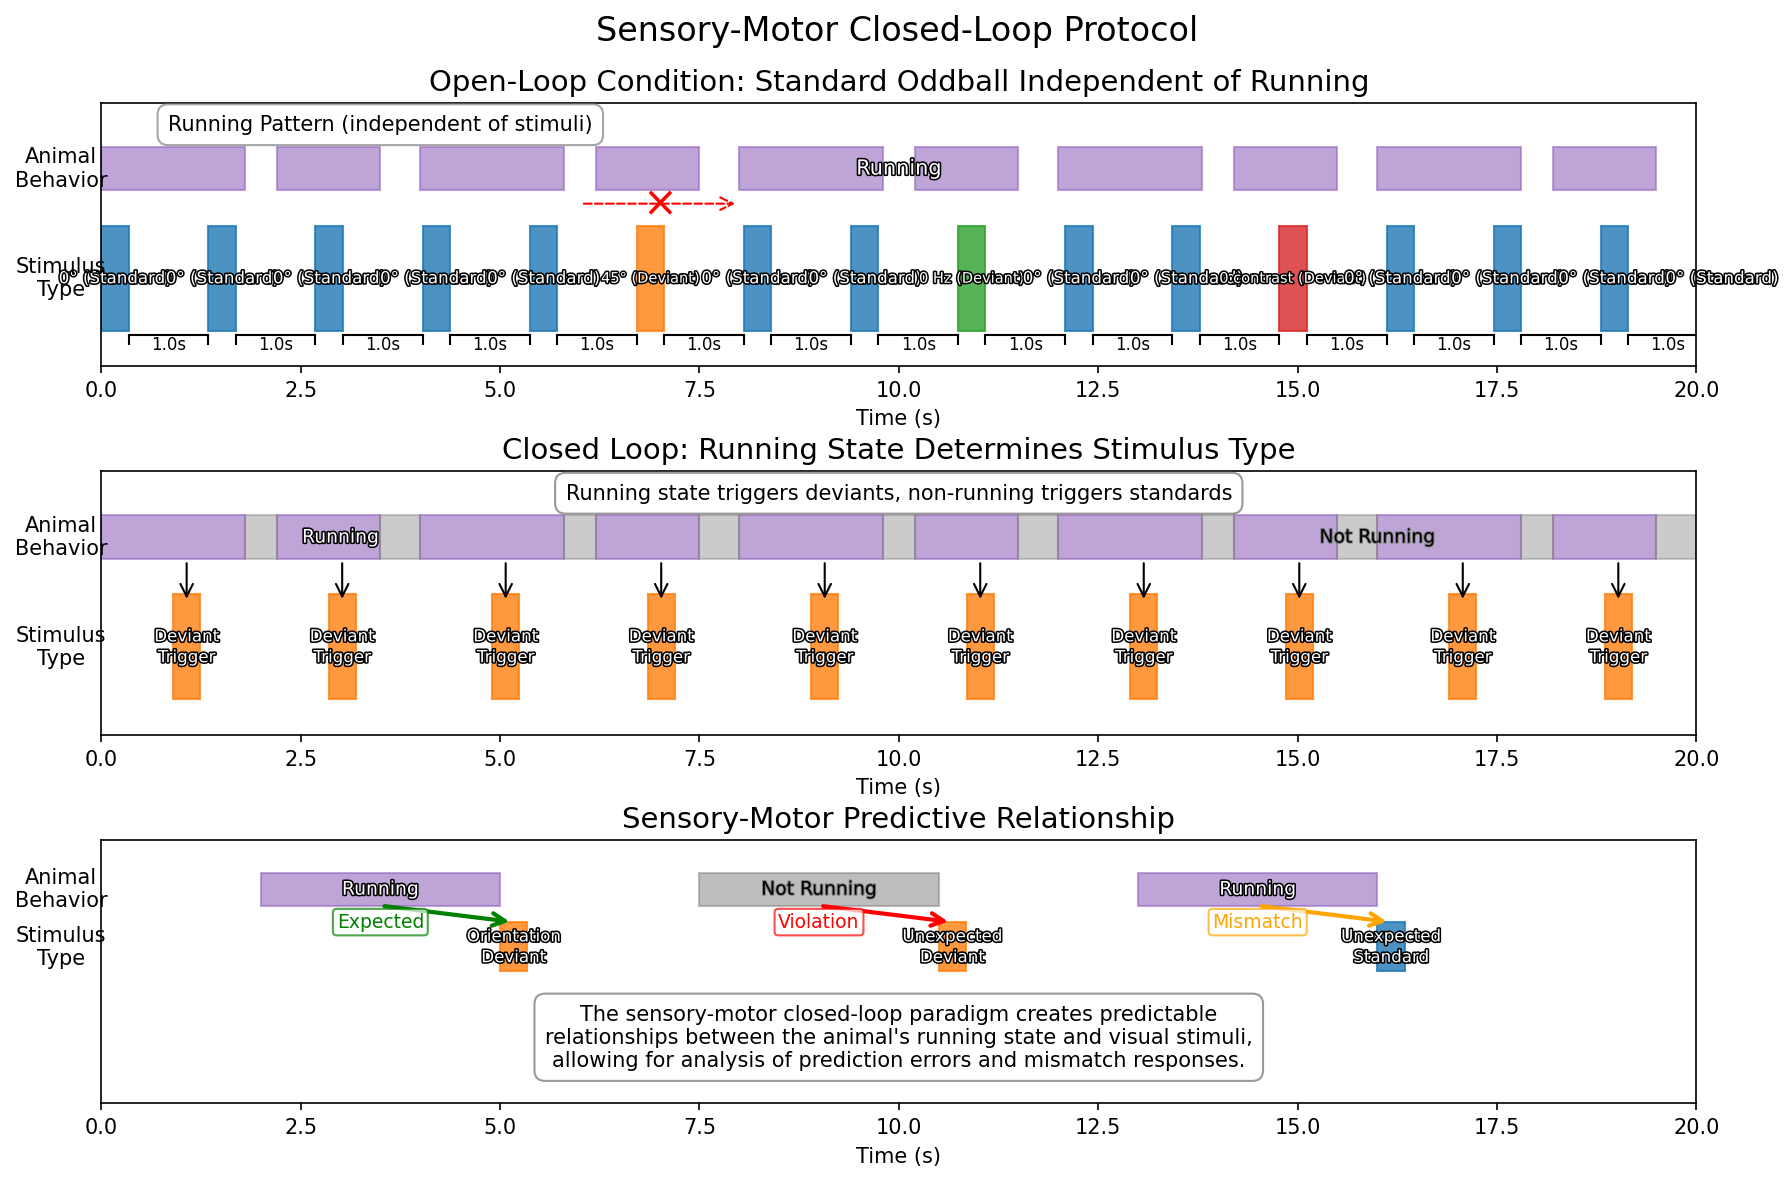 Sensory-Motor Closed-Loop Protocol
Open-Loop Condition: Standard Oddball Independent of Running
Running Pattern (independent of stimuli)
Animal
Behavior
Running
Stimulus
Type
0° (Standard) 0° (Standard) 0° (Standard) 0° (Standard) 0° (Standard) 45° (Deviant) 0° (Standard) 0° (Standard) 0 Hz (Deviant) 0° (Standard) 0° (Standard) contrast (Deviant) 0° (Standard) 0° (Standard) 0° (Standard) 0° (Standard)
1.0s 1.0s 1.0s 1.0s 1.0s 1.0s 1.0s 1.0s 1.0s 1.0s 1.0s 1.0s 1.0s 1.0s 1.0s
0.0 2.5 5.0 7.5 10.0 12.5 15.0 17.5 20.0
Time (s)
Closed Loop: Running State Determines Stimulus Type
Running state triggers deviants, non-running triggers standards
Animal
Behavior
Running Not Running
Stimulus
Type
Deviant Deviant Deviant Deviant Deviant Deviant Deviant Deviant Deviant Deviant
Trigger Trigger Trigger Trigger Trigger Trigger Trigger Trigger Trigger Trigger
0.0 2.5 5.0 7.5 10.0 12.5 15.0 17.5 20.0
Time (s)
Sensory-Motor Predictive Relationship
Animal
Behavior
Running Not Running Running
Expected Violation Mismatch
Stimulus
Type
Orientation Unexpected Unexpected
Deviant Deviant Standard
The sensory-motor closed-loop paradigm creates predictable
relationships between the animal's running state and visual stimuli,
allowing for analysis of prediction errors and mismatch responses.
0.0 2.5 5.0 7.5 10.0 12.5 15.0 17.5 20.0
Time (s)